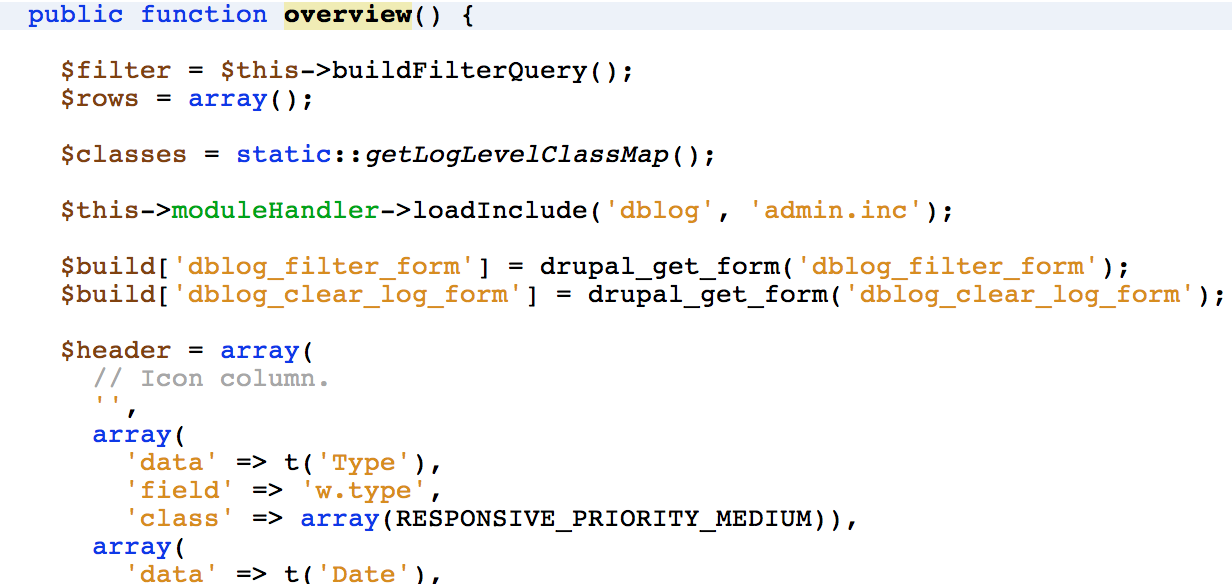 public function overview() {
$filter = $this->buildFilterQuery();
$rows = array();
$classes = static::getLogLevelClassMap();
$this->moduleHandler->loadInclude('dblog', 'admin.inc');
$build['dblog_filter_form'] = drupal_get_form('dblog_filter_form');
$build['dblog_clear_log_form'] = drupal_get_form('dblog_clear_log_form');
$header = array(
// Icon column.
'',
array(
'data' => t('Type'),
'field' => 'w.type',
'class' => array(RESPONSIVE_PRIORITY_MEDIUM)),
array(
'data' => t('Date'),